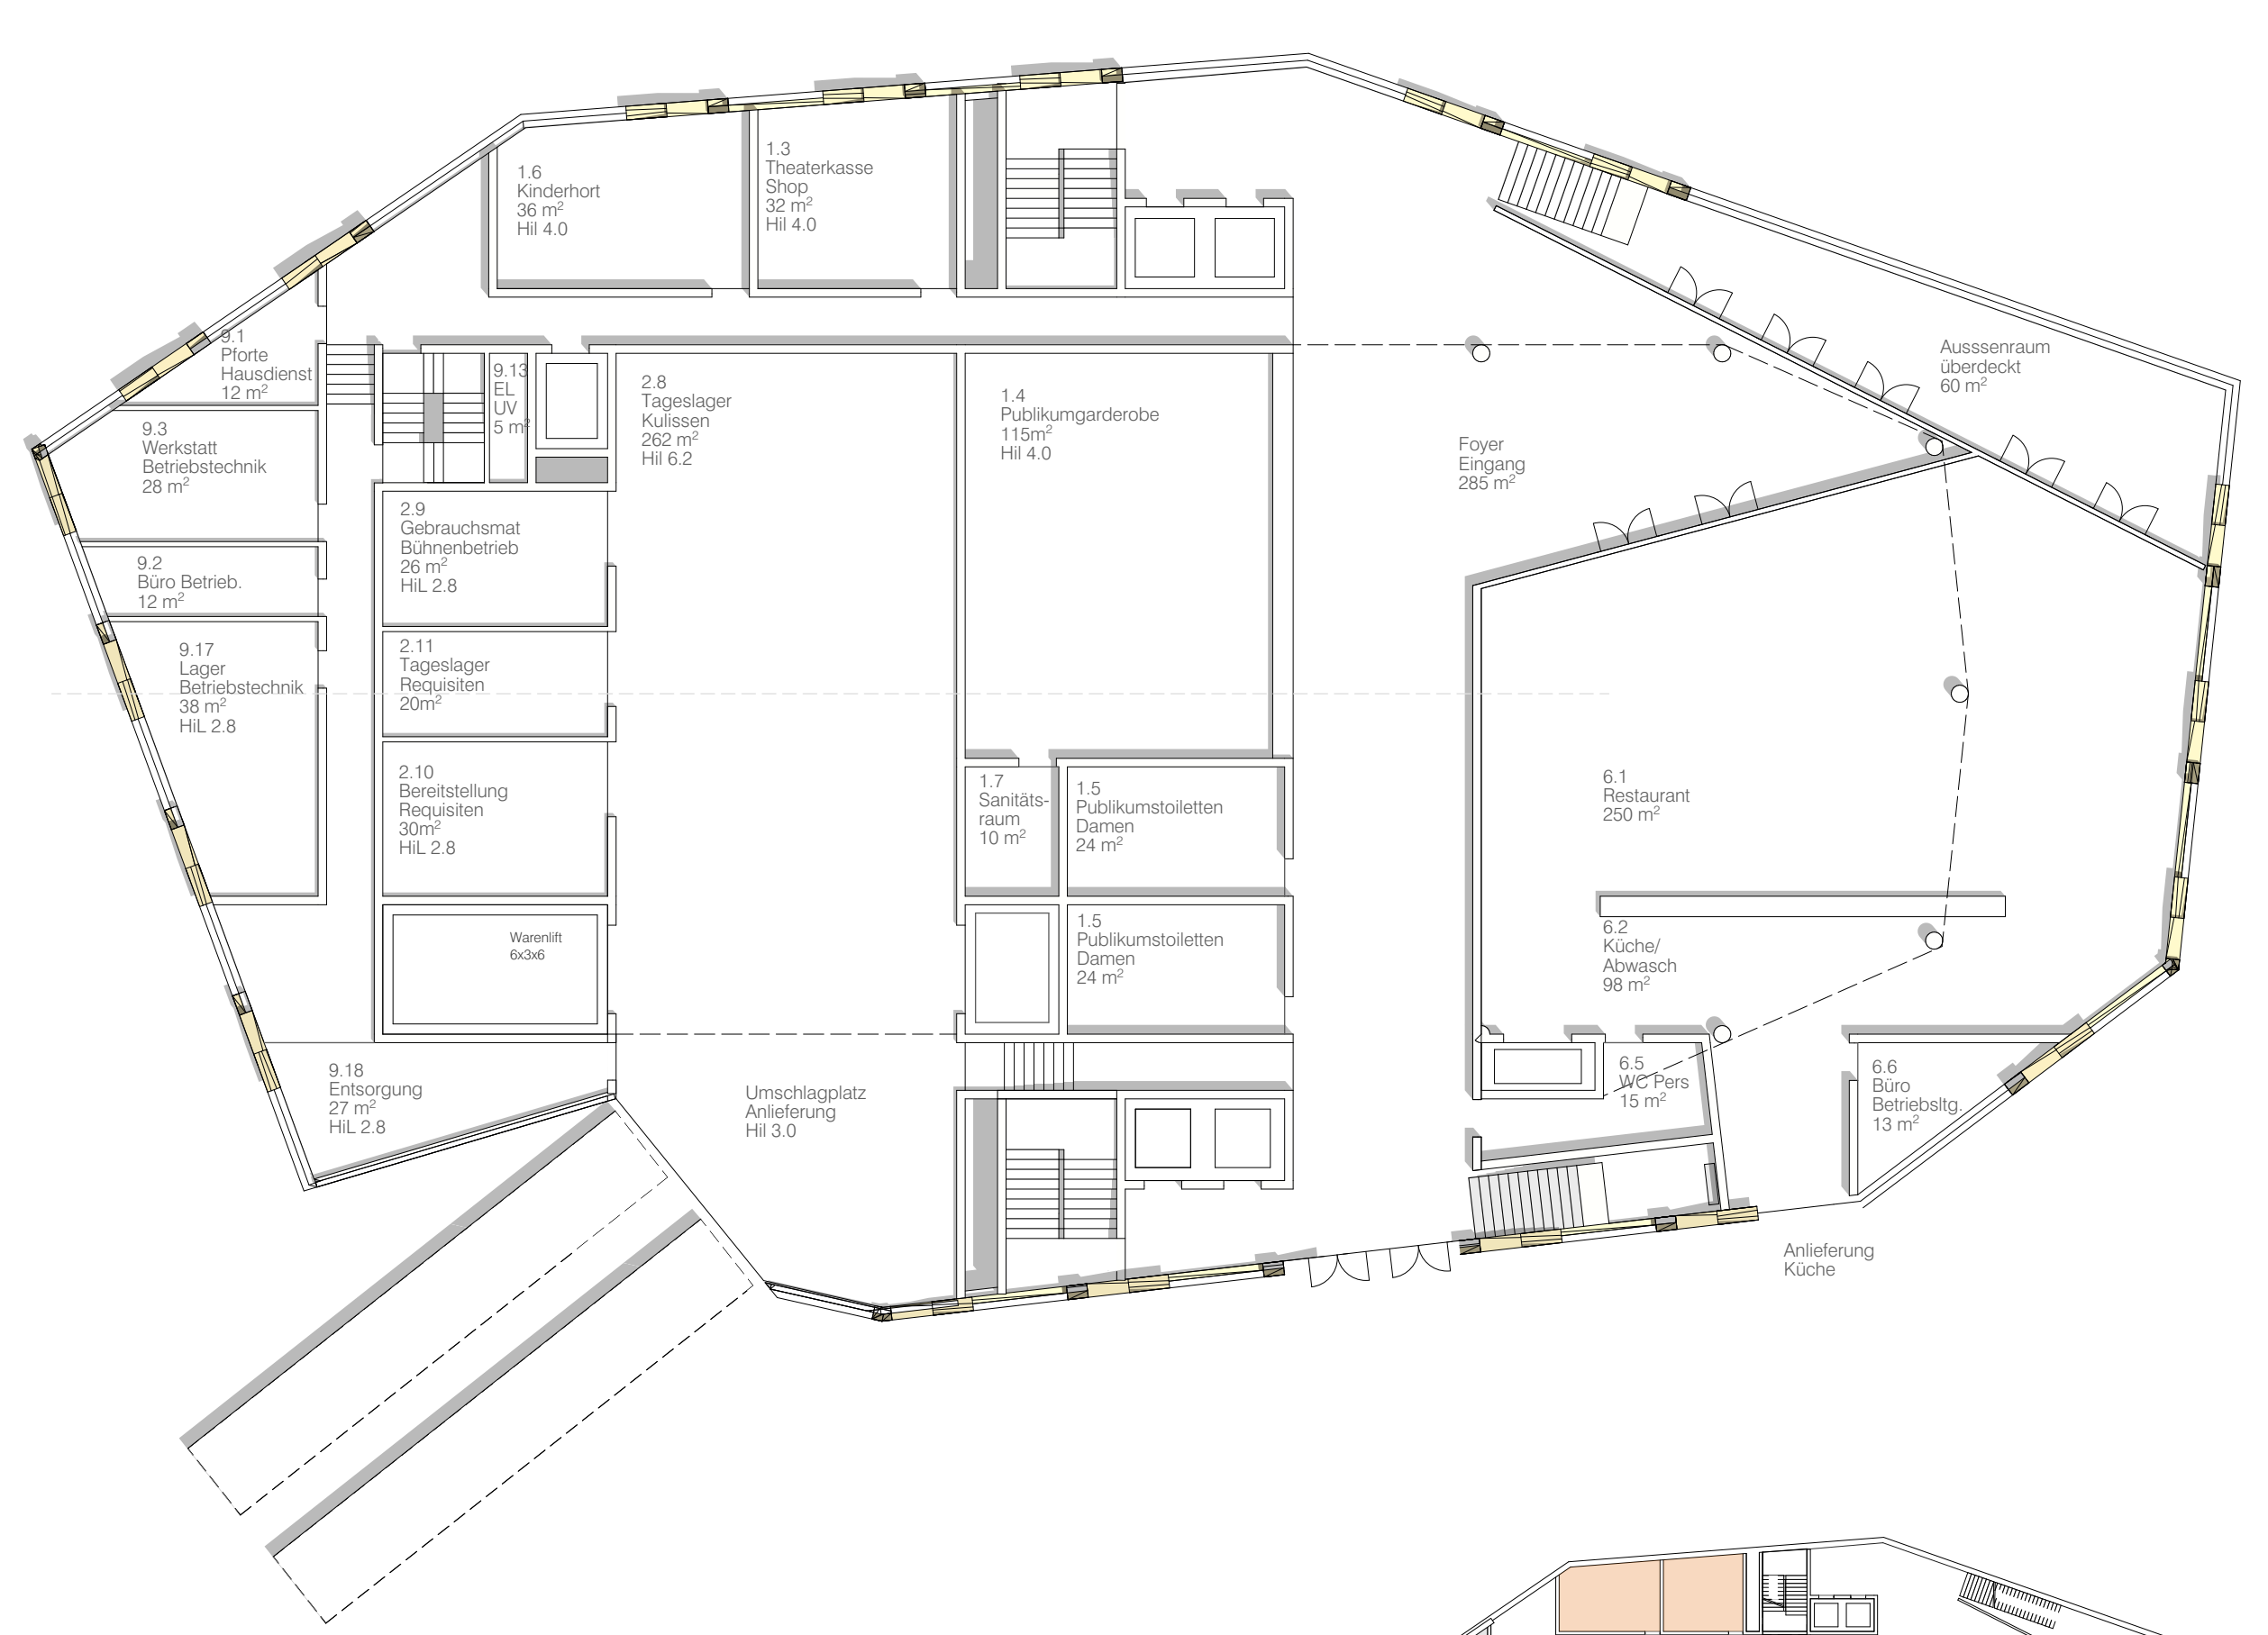 1.6
Kinderhort
36 m²
Hil 4.0
1.3
Theaterkasse
Shop
32 m²
Hil 4.0
9.1
Pforte
Hausdienst
12 m²
9.3
Werkstatt
Betriebstechnik
28 m²
9.2
Büro Betrieb.
12 m²
9.17
Lager
Betriebstechnik
38 m²
HiL 2.8
9.13
EL
UV
5 m²
2.9
Gebrauchsmat
Bühnenbetrieb
26 m²
HiL 2.8
2.11
Tageslager
Requisiten
20m²
2.10
Bereitstellung
Requisiten
30m²
HiL 2.8
Warenlift
6x3x6
9.18
Entsorgung
27 m²
HiL 2.8
2.8
Tageslager
Kulissen
262 m²
Hil 6.2
Umschlagplatz
Anlieferung
Hil 3.0
1.4
Publikumgarderobe
115m²
Hil 4.0
1.7
Sanitäts-
raum
10 m²
1.5
Publikumstoiletten
Damen
24 m²
1.5
Publikumstoiletten
Damen
24 m²
Foyer
Eingang
285 m²
Ausssenraum
überdeckt
60 m²
6.1
Restaurant
250 m²
6.2
Küche/
Abwasch
98 m²
6.5
WC Pers
15 m²
6.6
Büro
Betriebsltg.
13 m²
Anlieferung
Küche